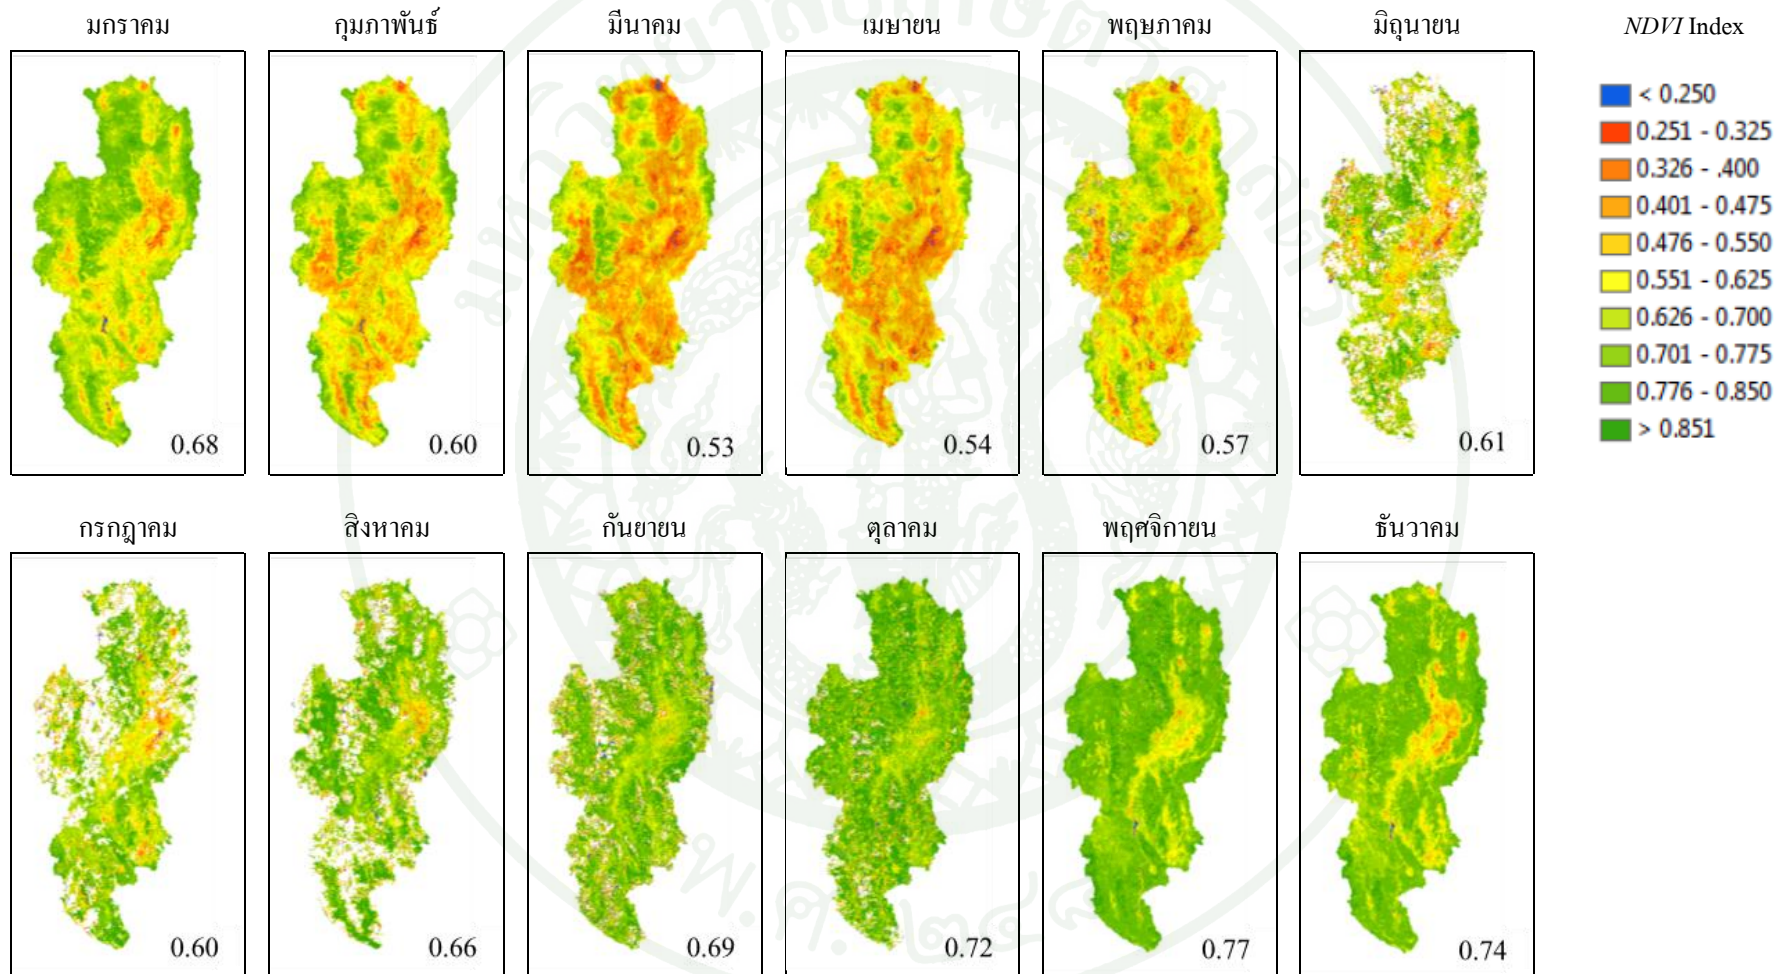 มกราคม กุมภาพันธ์ มีนาคม เมษายน พฤษภาคม มิถุนายน NDVI Index
< 0.250
0.251 - 0.325
0.326 - .400
0.401 - 0.475
0.476 - 0.550
0.551 - 0.625
0.626 - 0.700
0.701 - 0.775
0.776 - 0.850
> 0.851
0.68 0.60 0.53 0.54 0.57 0.61
กรกฎาคม สิงหาคม กันยายน ตุลาคม พฤศจิกายน ธันวาคม
0.60 0.66 0.69 0.72 0.77 0.74